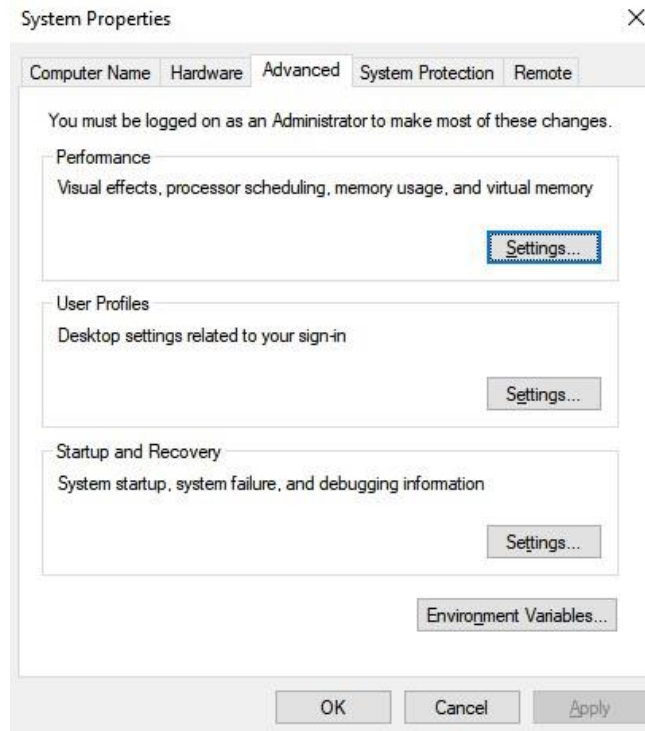 System Properties
Computer Name Hardware Advanced System Protection Remote
You must be logged on as an Administrator to make most of these changes.
Performance
Visual effects, processor scheduling, memory usage, and virtual memory
Settings...
User Profiles
Desktop settings related to your sign-in
Settings...
Startup and Recovery
System startup, system failure, and debugging information
Settings...
Environment Variables...
OK Cancel Apply